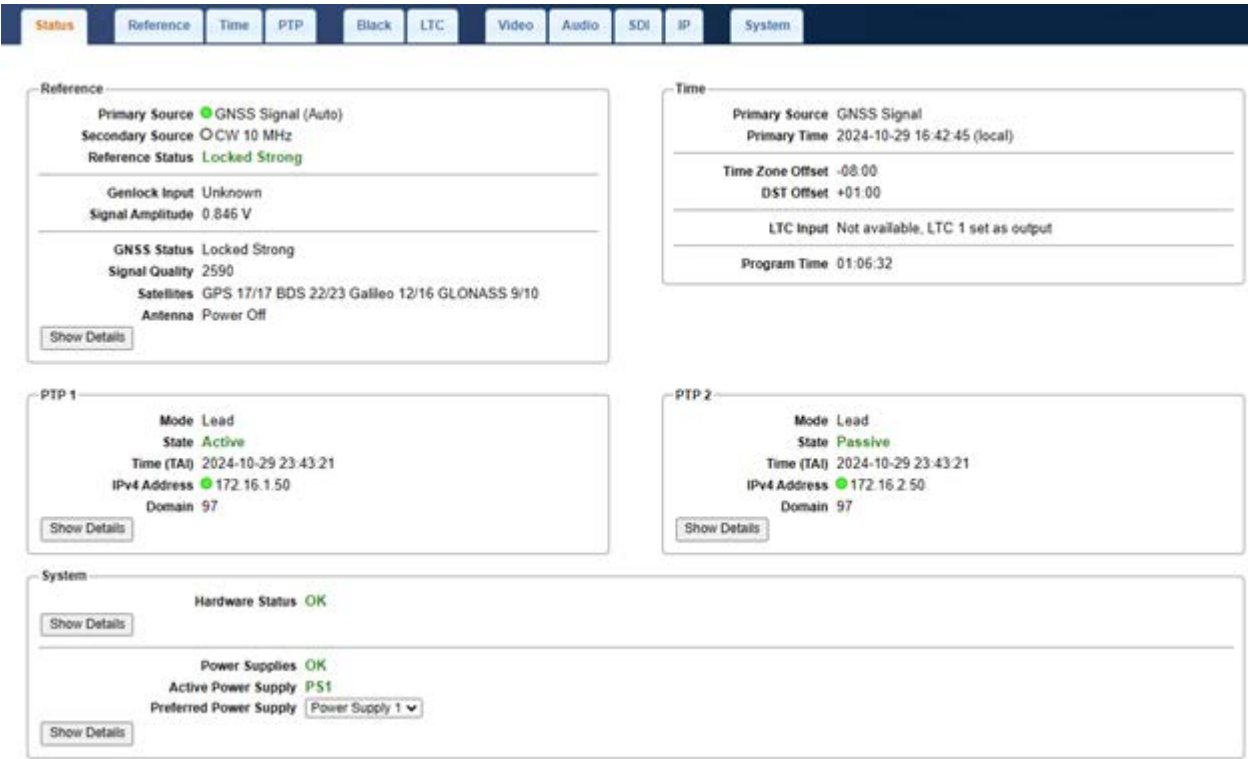 Status Reference Time PTP Black LTC Video Audio SDI IP System
Reference
Primary Source GNSS Signal (Auto)
Secondary Source CW 10 MHz
Reference Status Locked Strong
Genlock Input Unknown
Signal Amplitude 0.846 V
GNSS Status Locked Strong
Signal Quality 2590
Satellites GPS 17/17 BDS 22/23 Galileo 12/16 GLONASS 9/10
Antenna Power Off
Show Details
Time
Primary Source GNSS Signal
Primary Time 2024-10-29 16:42:45 (local)
Time Zone Offset -08:00
DST Offset +01:00
LTC Input Not available, LTC 1 set as output
Program Time 01:06:32
PTP 1
Mode Lead
State Active
Time (TAI) 2024-10-29 23:43:21
IPv4 Address 172.16.1.50
Domain 97
Show Details
PTP 2
Mode Lead
State Passive
Time (TAI) 2024-10-29 23:43:21
IPv4 Address 172.16.2.50
Domain 97
Show Details
System
Hardware Status OK
Show Details
Power Supplies OK
Active Power Supply PS1
Preferred Power Supply Power Supply 1
Show Details